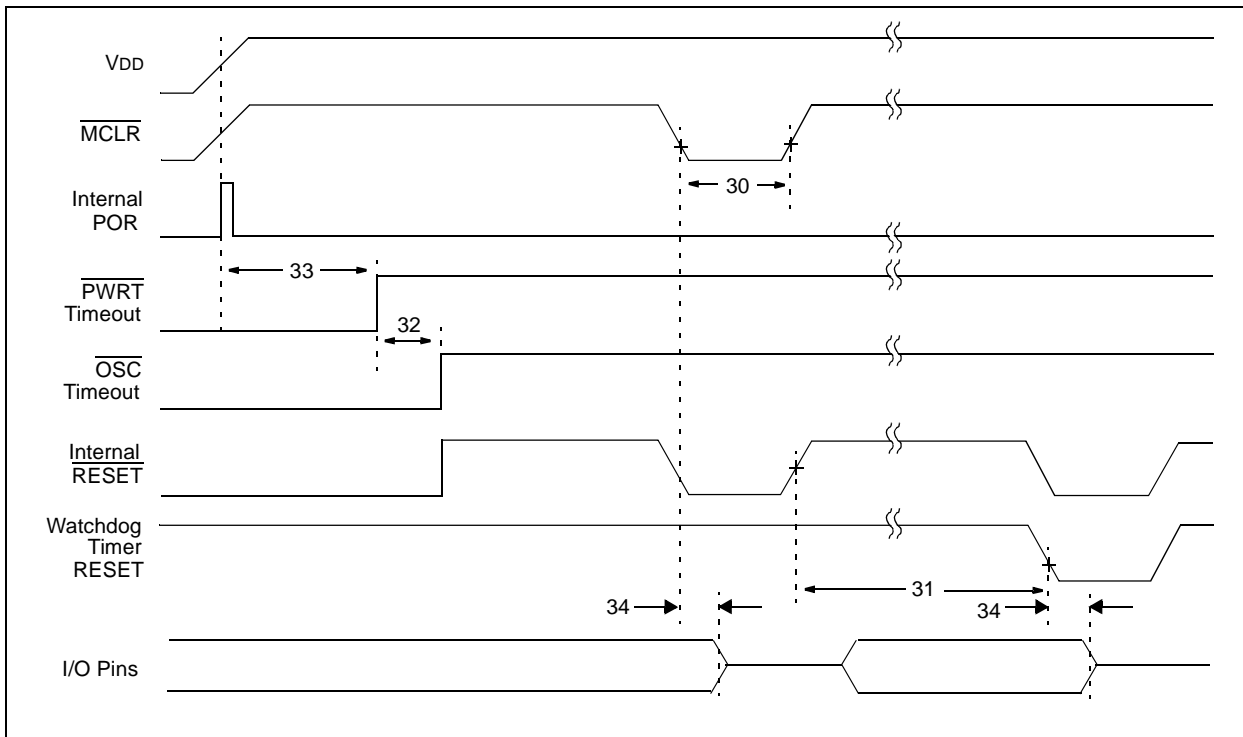 VDD
MCLR
Internal
POR
30
33
PWRT
Timeout
32
OSC
Timeout
Internal
RESET
Watchdog
Timer
RESET
31
34
34
I/O Pins